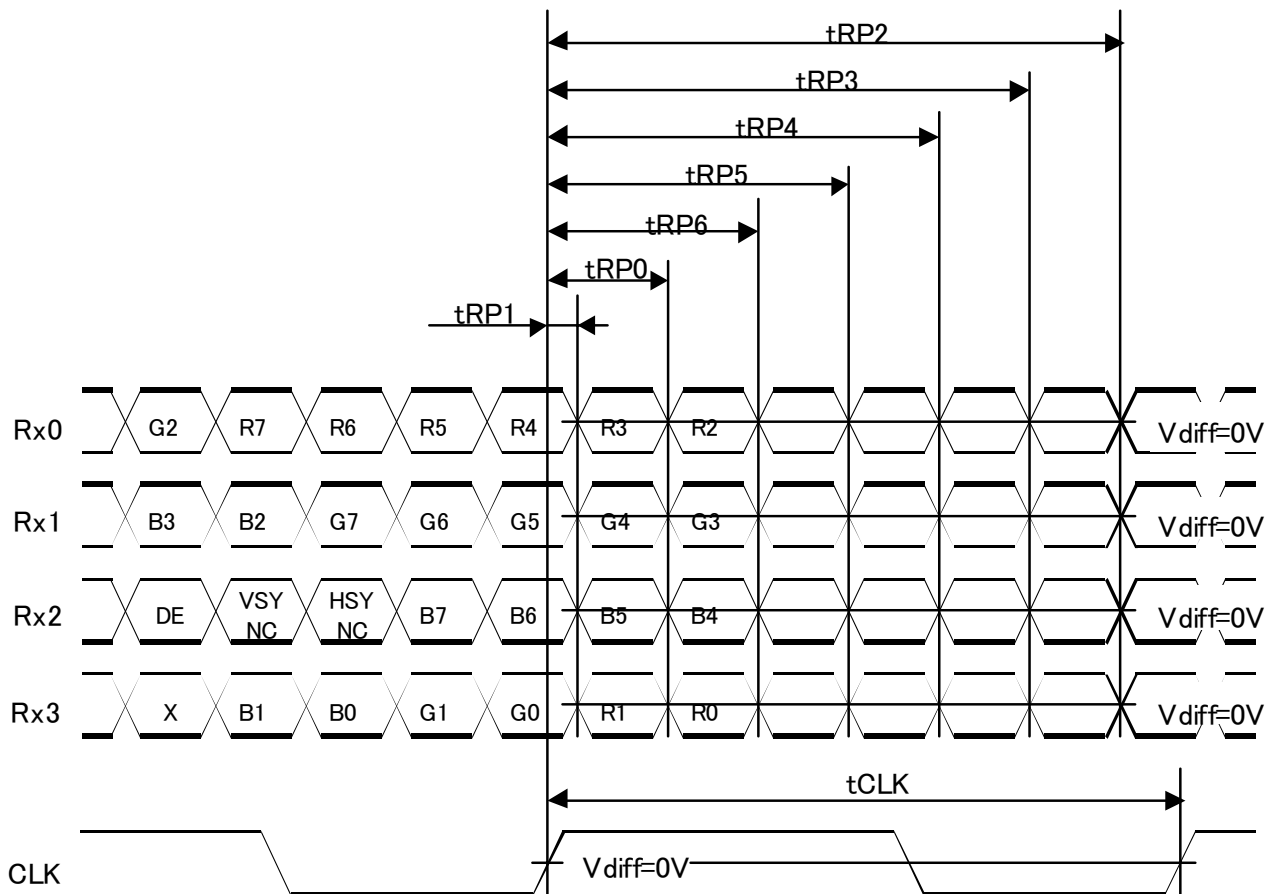 tRP2
tRP3
tRP4
tRP5
tRP6
tRP0
tRP1
Rx0 G2 R7 R6 R5 R4 R3 R2 Vdiff=0V
Rx1 B3 B2 G7 G6 G5 G4 G3 Vdiff=0V
Rx2 DE VSY NC HSY NC B7 B6 B5 B4 Vdiff=0V
Rx3 X B1 B0 G1 G0 R1 R0 Vdiff=0V
tCLK
CLK Vdiff=0V